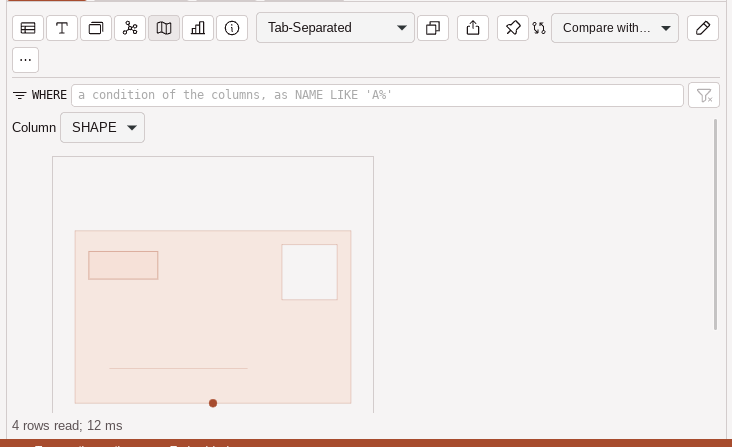 Tab-Separated
Compare with...
...
WHERE a condition of the columns, as NAME LIKE 'A%'
Column SHAPE
4 rows read; 12 ms